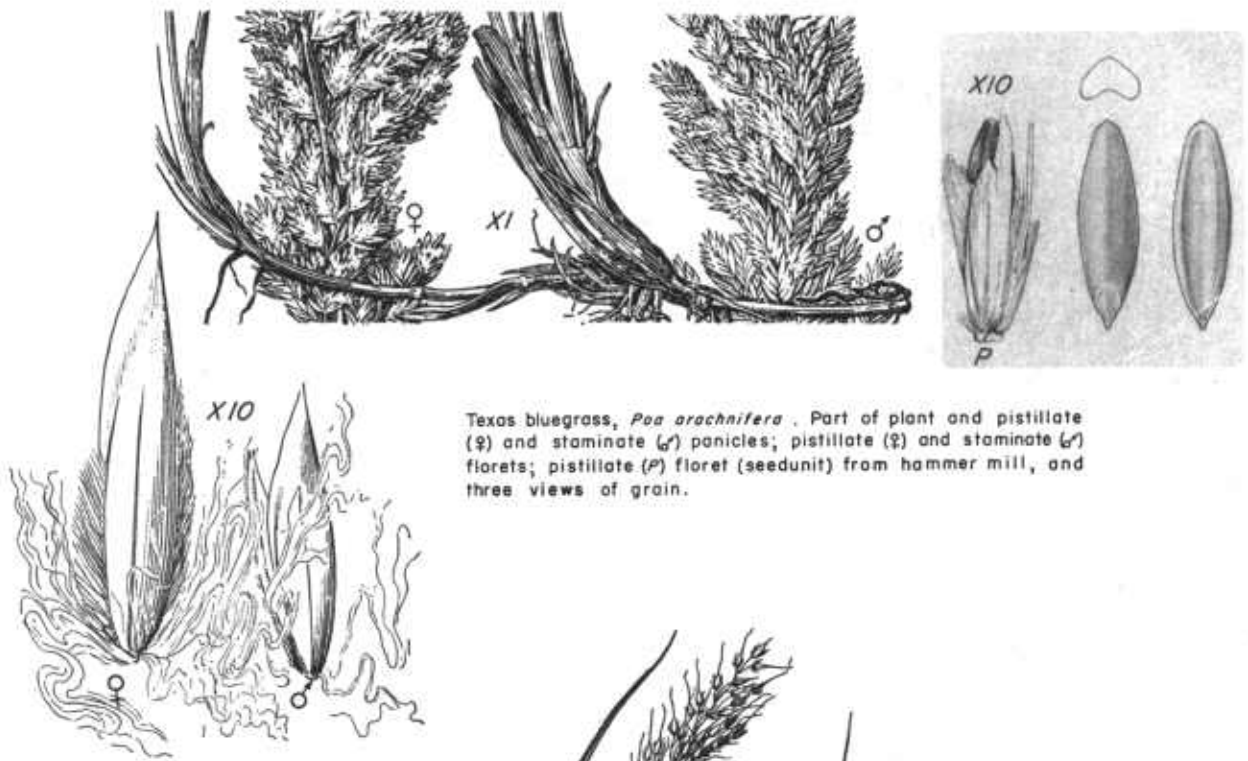 X10
♀
X1
♂
P
X10
Texas bluegrass, Poa arachnifera . Part of plant and pistillate
(♀) and staminate (♂) panicles; pistillate (♀) and staminate (♂)
florets; pistillate (P) floret (seedunit) from hammer mill, and
three views of grain.
♀
♂